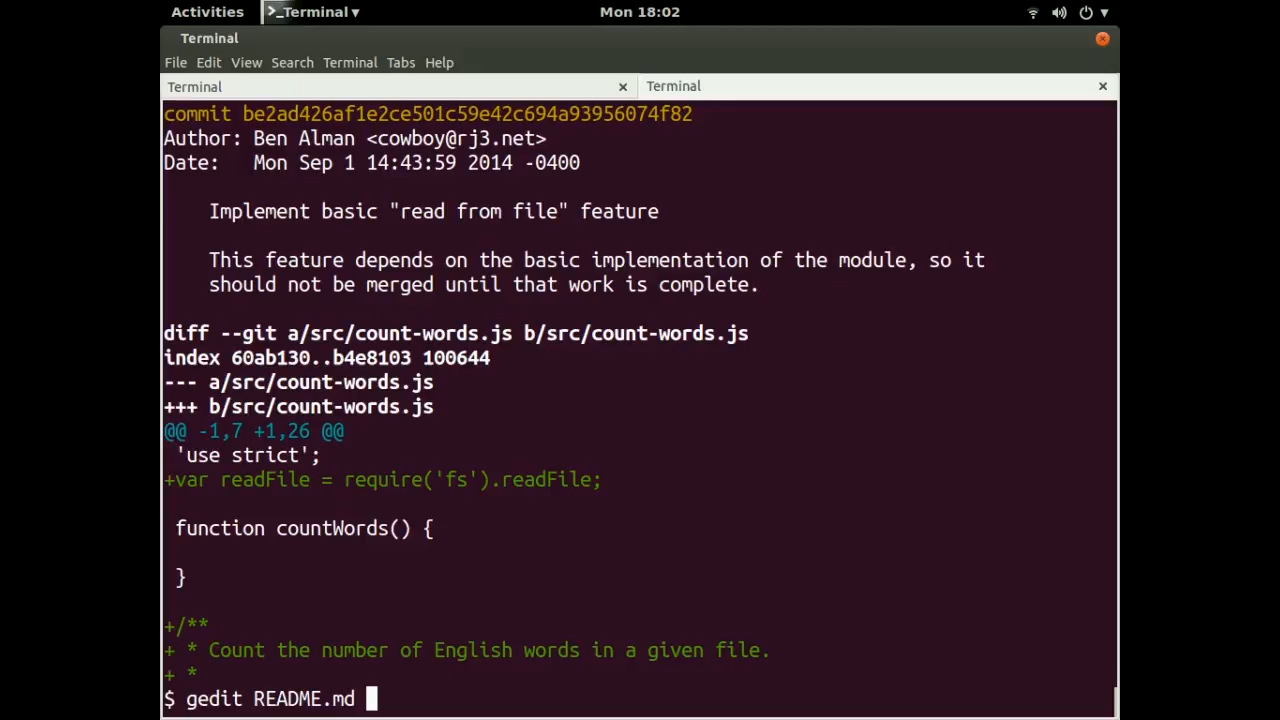 Activities >_Terminal ▾ Mon 18:02 ▾
Terminal
File Edit View Search Terminal Tabs Help
Terminal × Terminal ×
commit be2ad426af1e2ce501c59e42c694a93956074f82
Author: Ben Alman <cowboy@rj3.net>
Date:   Mon Sep 1 14:43:59 2014 -0400
    Implement basic "read from file" feature
    This feature depends on the basic implementation of the module, so it
    should not be merged until that work is complete.
diff --git a/src/count-words.js b/src/count-words.js
index 60ab130..b4e8103 100644
--- a/src/count-words.js
+++ b/src/count-words.js
@@ -1,7 +1,26 @@
 'use strict';
+var readFile = require('fs').readFile;
 function countWords() {
 }
+/**
+ * Count the number of English words in a given file.
+ *
$ gedit README.md